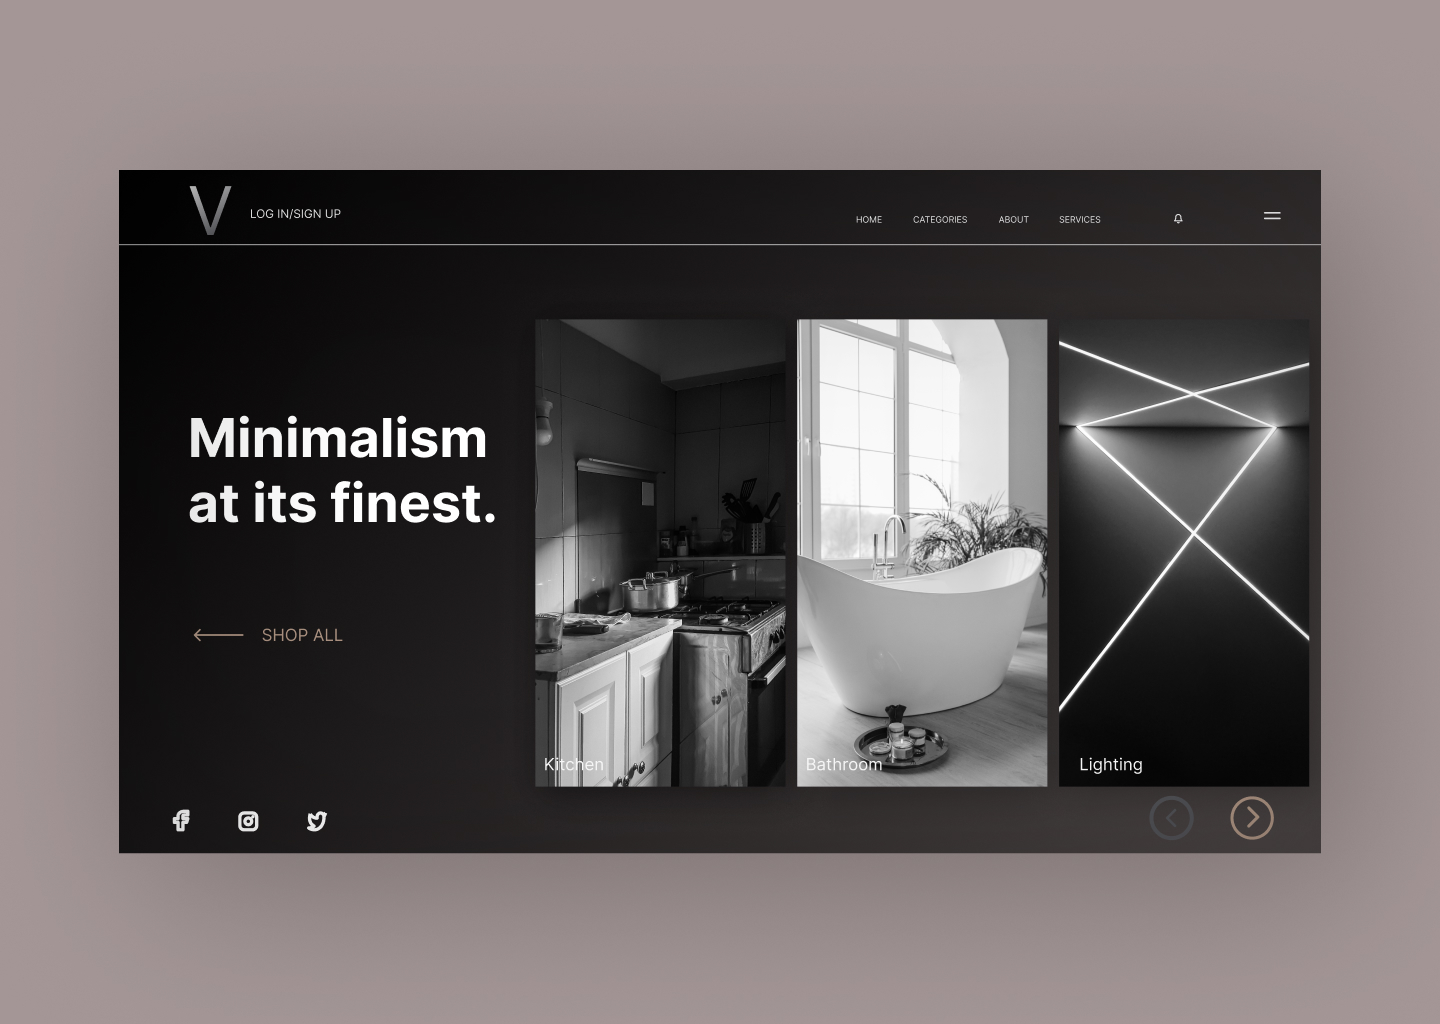 V
LOG IN/SIGN UP
HOME
CATEGORIES
ABOUT
SERVICES
Minimalism
at its finest.
SHOP ALL
Kitchen
Bathroom
Lighting